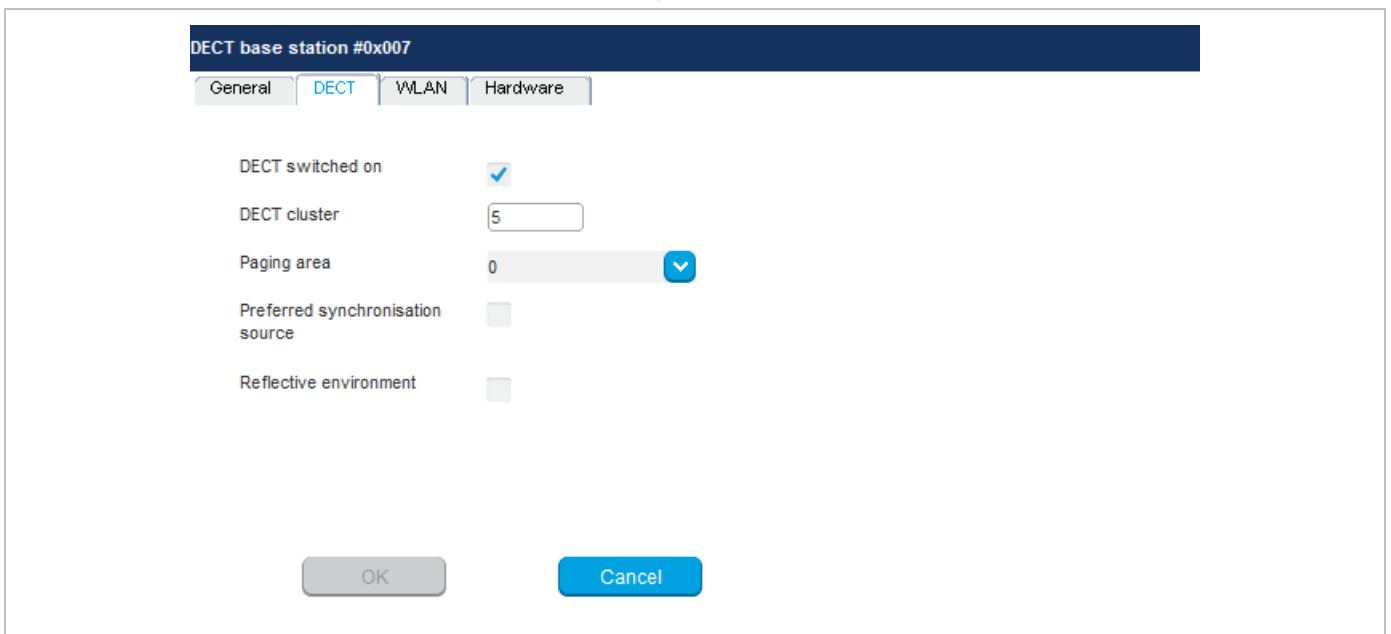 DECT base station #0x007
General DECT WLAN Hardware
DECT switched on
DECT cluster 5
Paging area 0
Preferred synchronisation
source
Reflective environment
OK Cancel